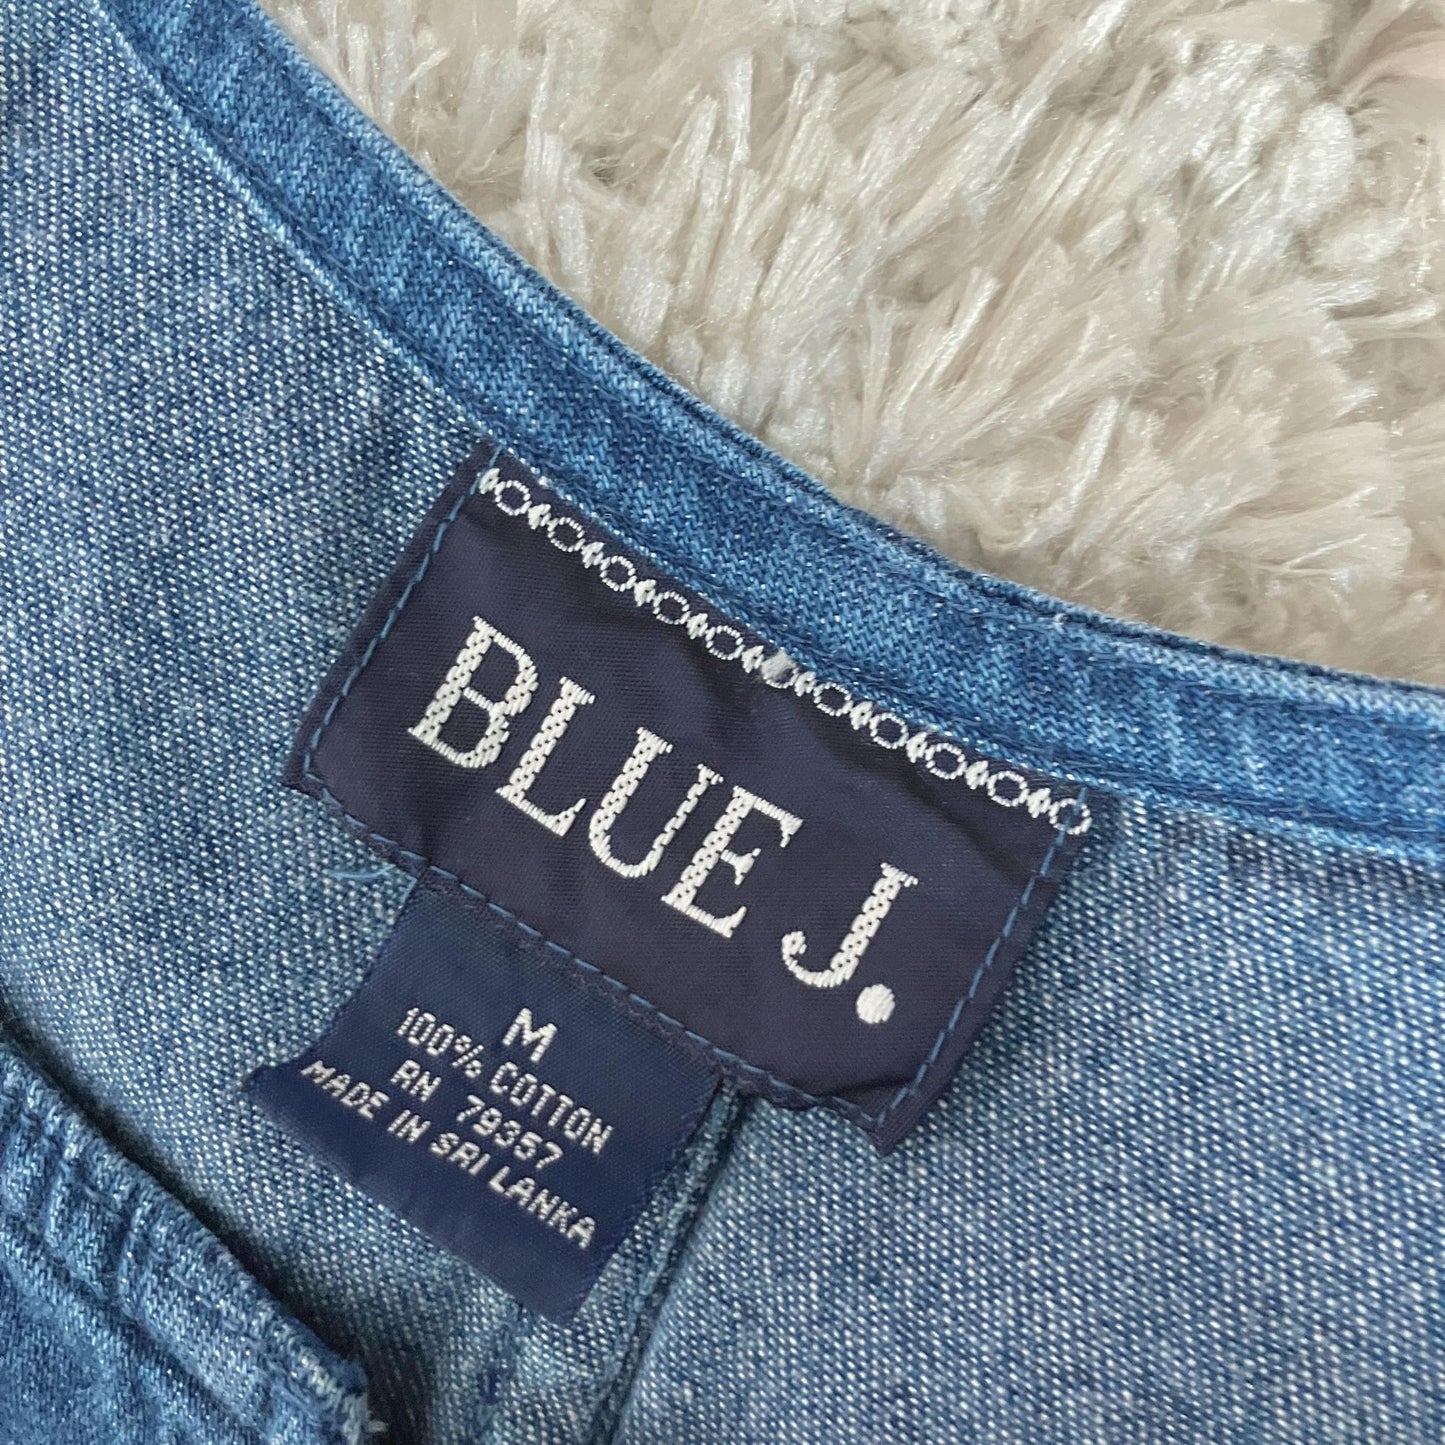 BLUE J.
M
100% COTTON
RN 79357
MADE IN SRI LANKA